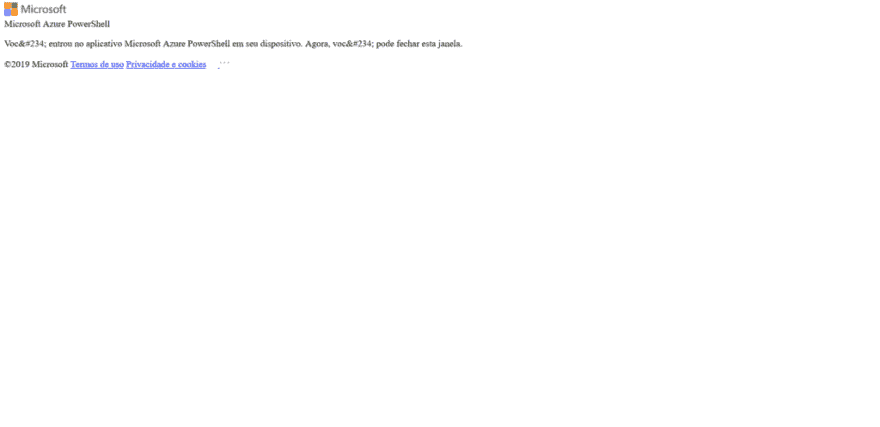 Microsoft
Microsoft Azure PowerShell
Voc&#234; entrou no aplicativo Microsoft Azure PowerShell em seu dispositivo. Agora, voc&#234; pode fechar esta janela.
©2019 Microsoft Termos de uso Privacidade e cookies ...